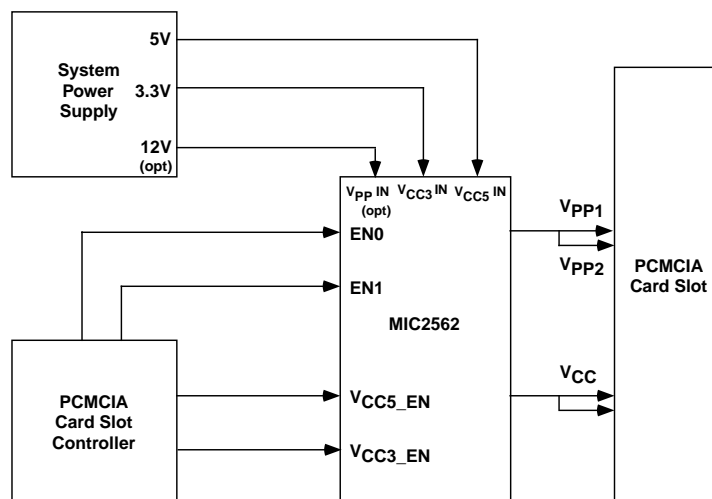 5V
System
Power
Supply
3.3V
12V
(opt)
VPP IN
(opt)
VCC3 IN
VCC5 IN
EN0
EN1
MIC2562
VCC5_EN
VCC3_EN
VPP1
VPP2
VCC
PCMCIA
Card Slot
PCMCIA
Card Slot
Controller